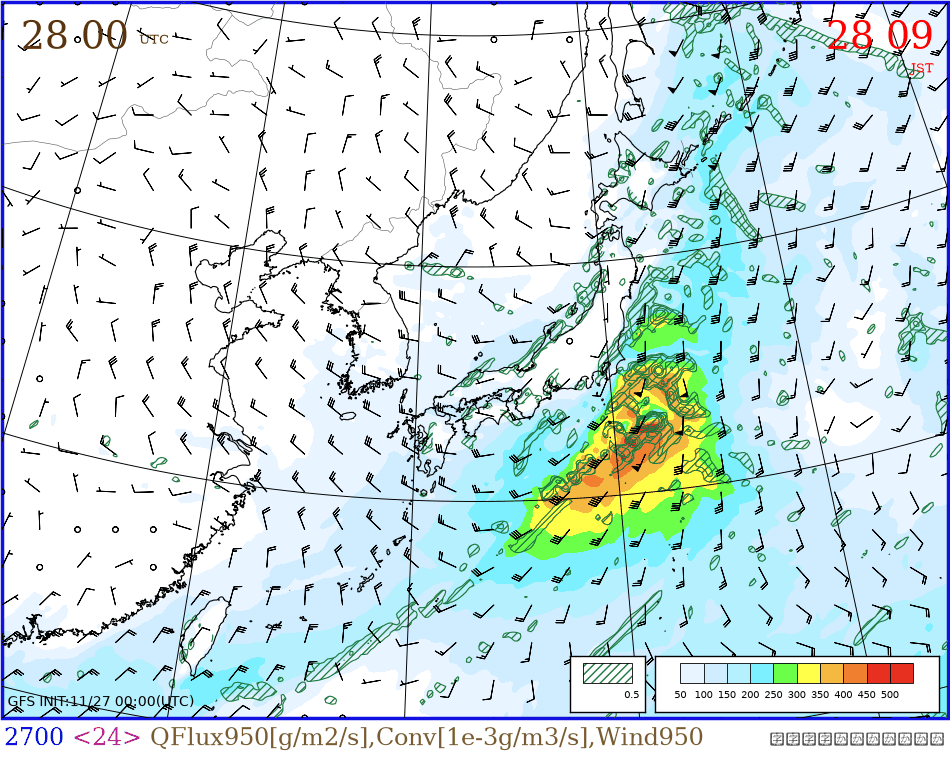 28 00 UTC
28 09
JST
0.5
50 100 150 200 250 300 350 400 450 500
GFS INIT:11/27 00:00(UTC)
2700 <24> QFlux950[g/m2/s],Conv[1e-3g/m3/s],Wind950